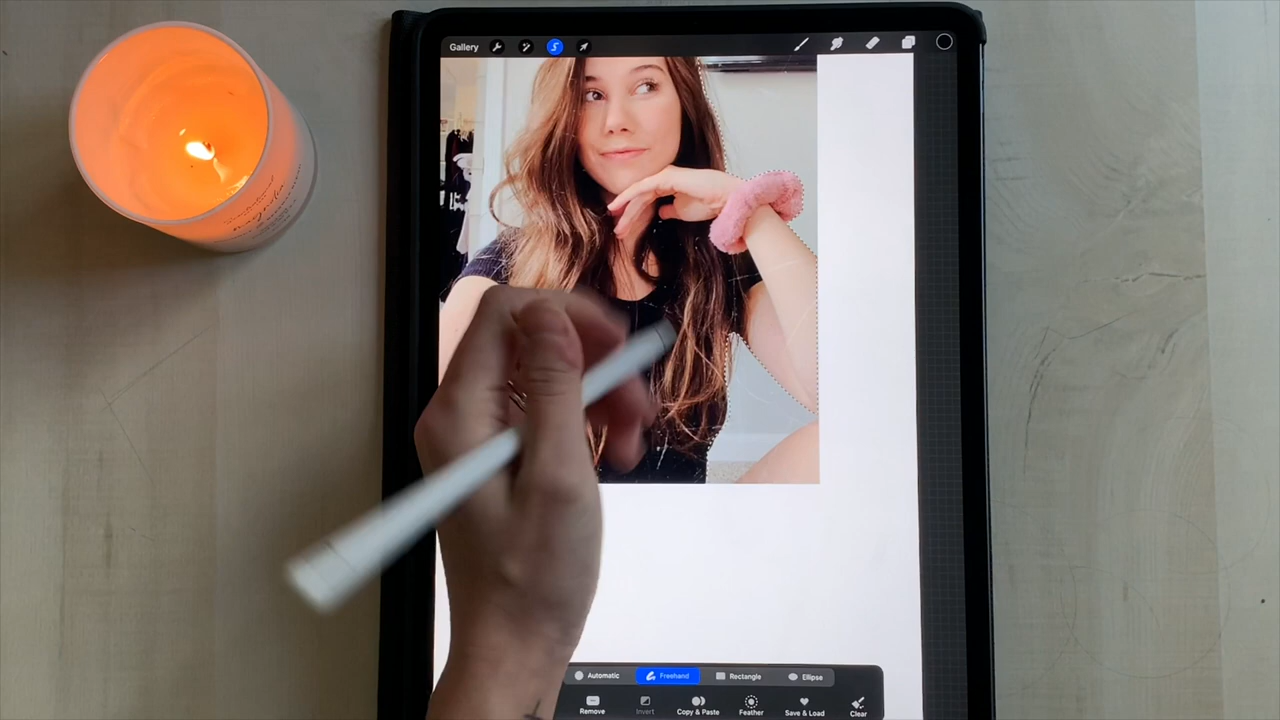 Gallery
Automatic
Freehand
Rectangle
Ellipse
Remove
Invert
Copy & Paste
Feather
Save & Load
Clear